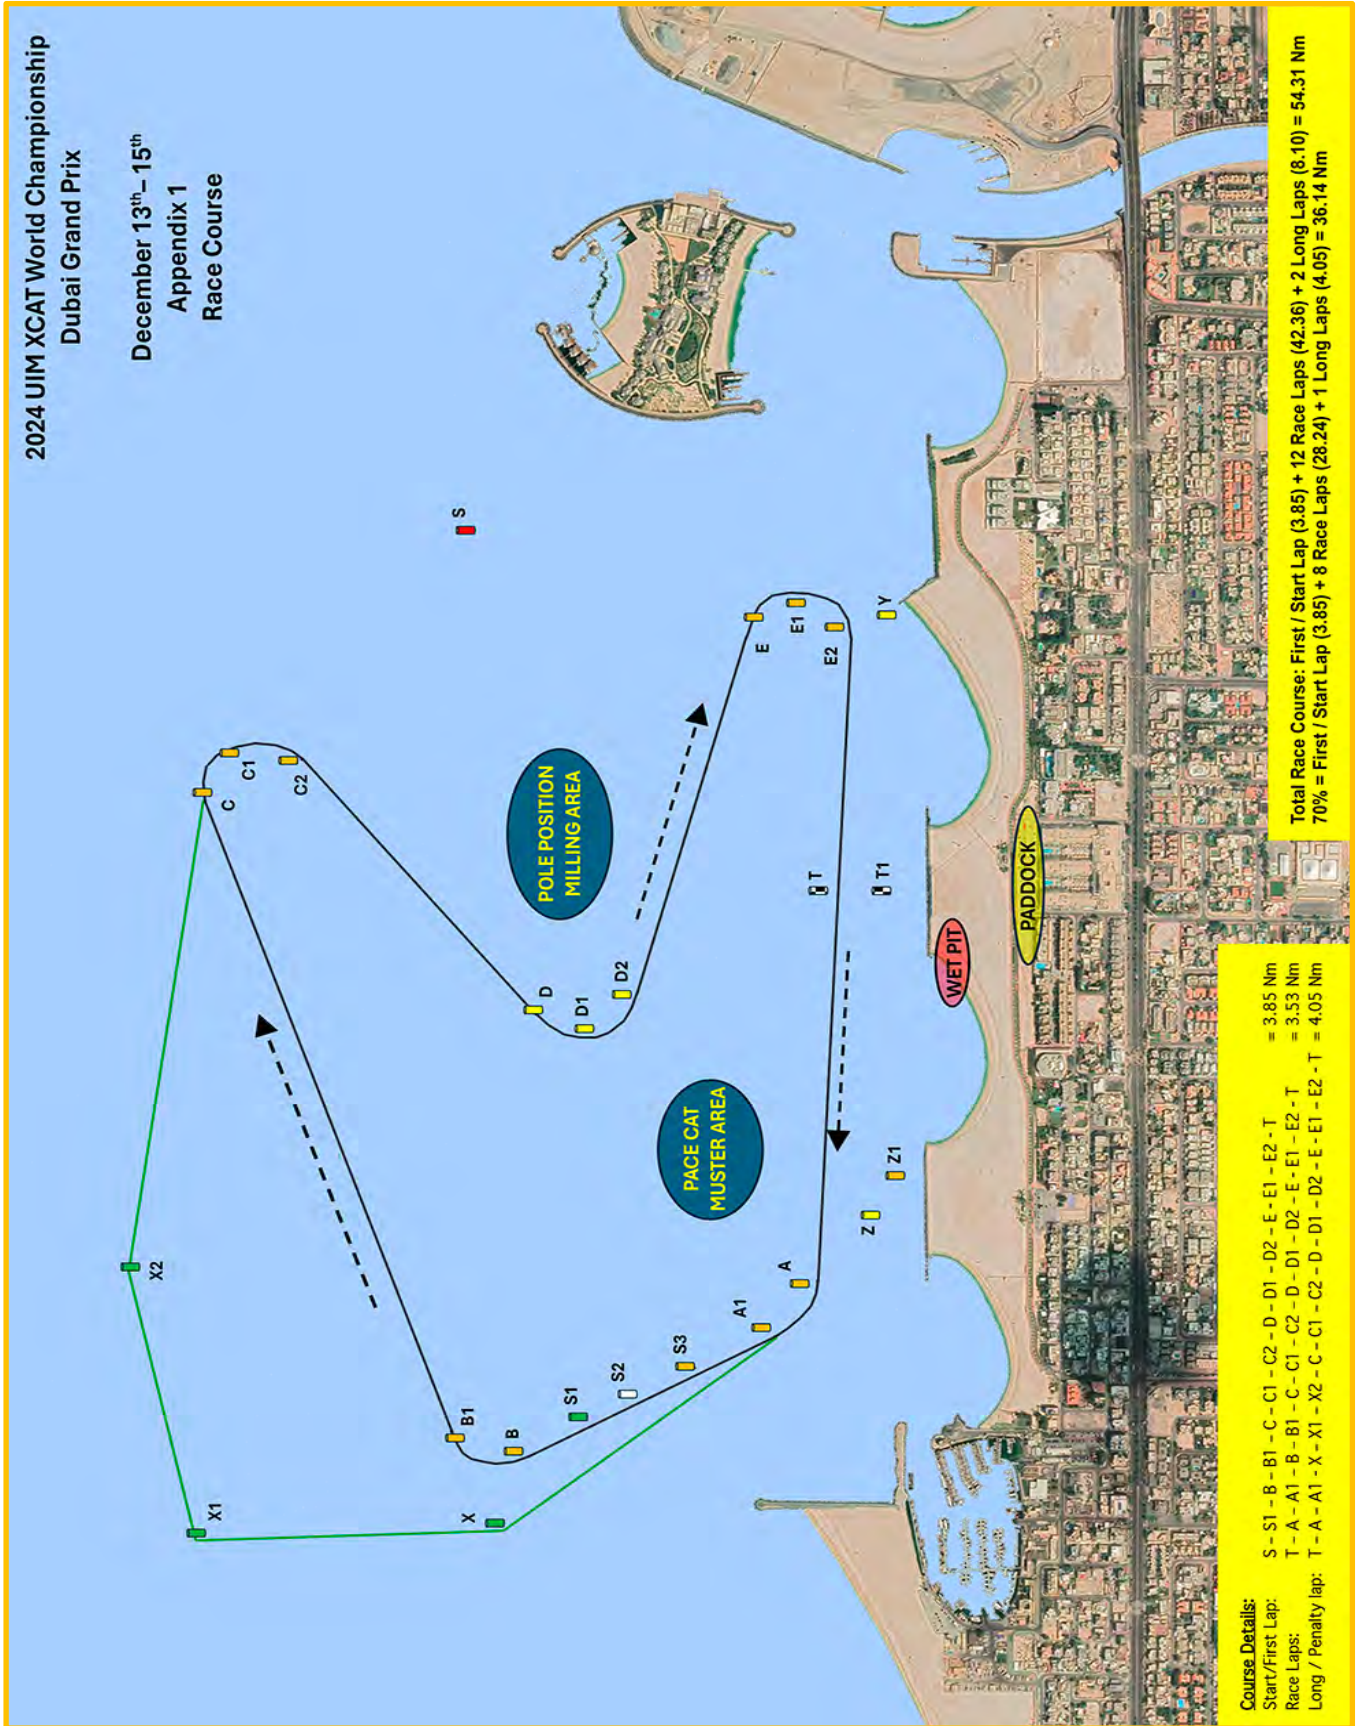 2024 UIM XCAT World Championship
Dubai Grand Prix
December 13th – 15th
Appendix 1
Race Course
S
C
C1
C2
E
E1
E2
Y
POLE POSITION
MILLING AREA
T
T1
D
D1
D2
WET PIT
PADDOCK
PACE CAT
MUSTER AREA
X2
Z
Z1
A
A1
S3
S2
S1
B1
B
X1
X
Course Details:
Start/First Lap: S - S1 - B - B1 - C - C1 - C2 - D - D1 - D2 - E - E1 - E2 - T = 3.85 Nm
Race Laps: T - A - A1 - B - B1 - C - C1 - C2 - D - D1 - D2 - E - E1 - E2 - T = 3.53 Nm
Long / Penalty lap: T - A - A1 - X - X1 - X2 - C - C1 - C2 - D - D1 - D2 - E - E1 - E2 - T = 4.05 Nm
Total Race Course: First / Start Lap (3.85) + 12 Race Laps (42.36) + 2 Long Laps (8.10) = 54.31 Nm
70% = First / Start Lap (3.85) + 8 Race Laps (28.24) + 1 Long Laps (4.05) = 36.14 Nm